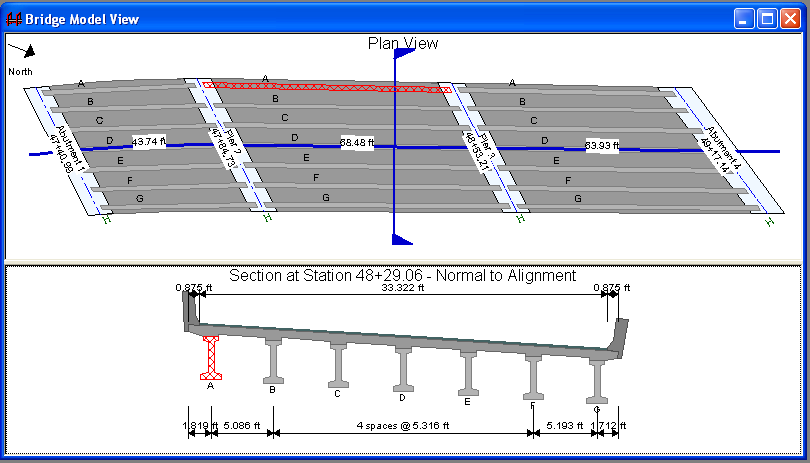 Bridge Model View
Plan View
North
A A A
B B B
C C C
D D D
43.74 ft 68.48 ft 63.93 ft
E E E
F F F
G G G
Abutment 1
47+40.99
Pier 2
47+84.73
Pier 3
48+53.21
Abutment 4
49+17.14
Section at Station 48+29.06 - Normal to Alignment
0.875 ft 33.322 ft 0.875 ft
A B C D E F G
1.819 ft 5.086 ft 4 spaces @ 5.316 ft 5.193 ft 1.712 ft